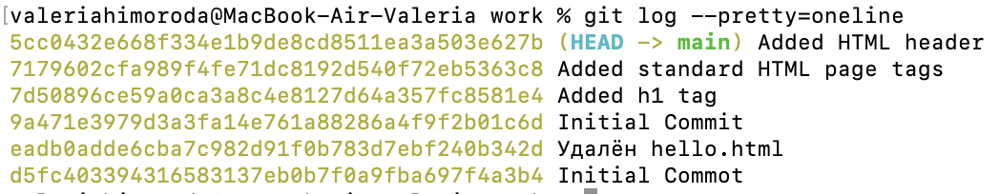 [valeriahimoroda@MacBook-Air-Valeria work % git log --pretty=oneline
5cc0432e668f334e1b9de8cd8511ea3a503e627b (HEAD -> main) Added HTML header
7179602cfa989f4fe71dc8192d540f72eb5363c8 Added standard HTML page tags
7d50896ce59a0ca3a8c4e8127d64a357fc8581e4 Added h1 tag
9a471e3979d3a3fa14e761a88286a4f9f2b01c6d Initial Commit
eadb0adde6cba7c982d91f0b783d7ebf240b342d Удалён hello.html
d5fc403394316583137eb0b7f0a9fba697f4a3b4 Initial Commot